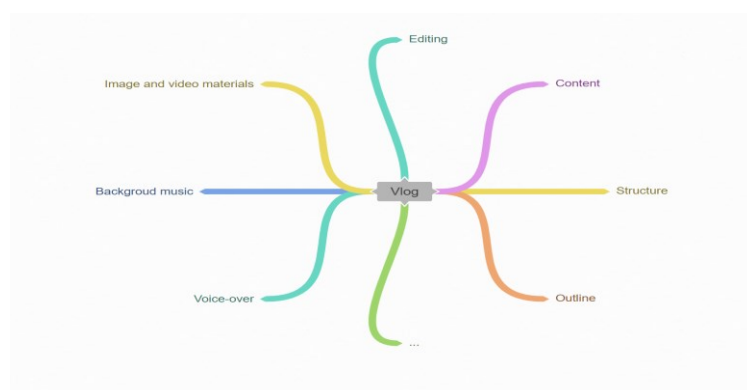 Editing
Image and video materials
Content
Backgroud music
Vlog
Structure
Voice-over
Outline
...